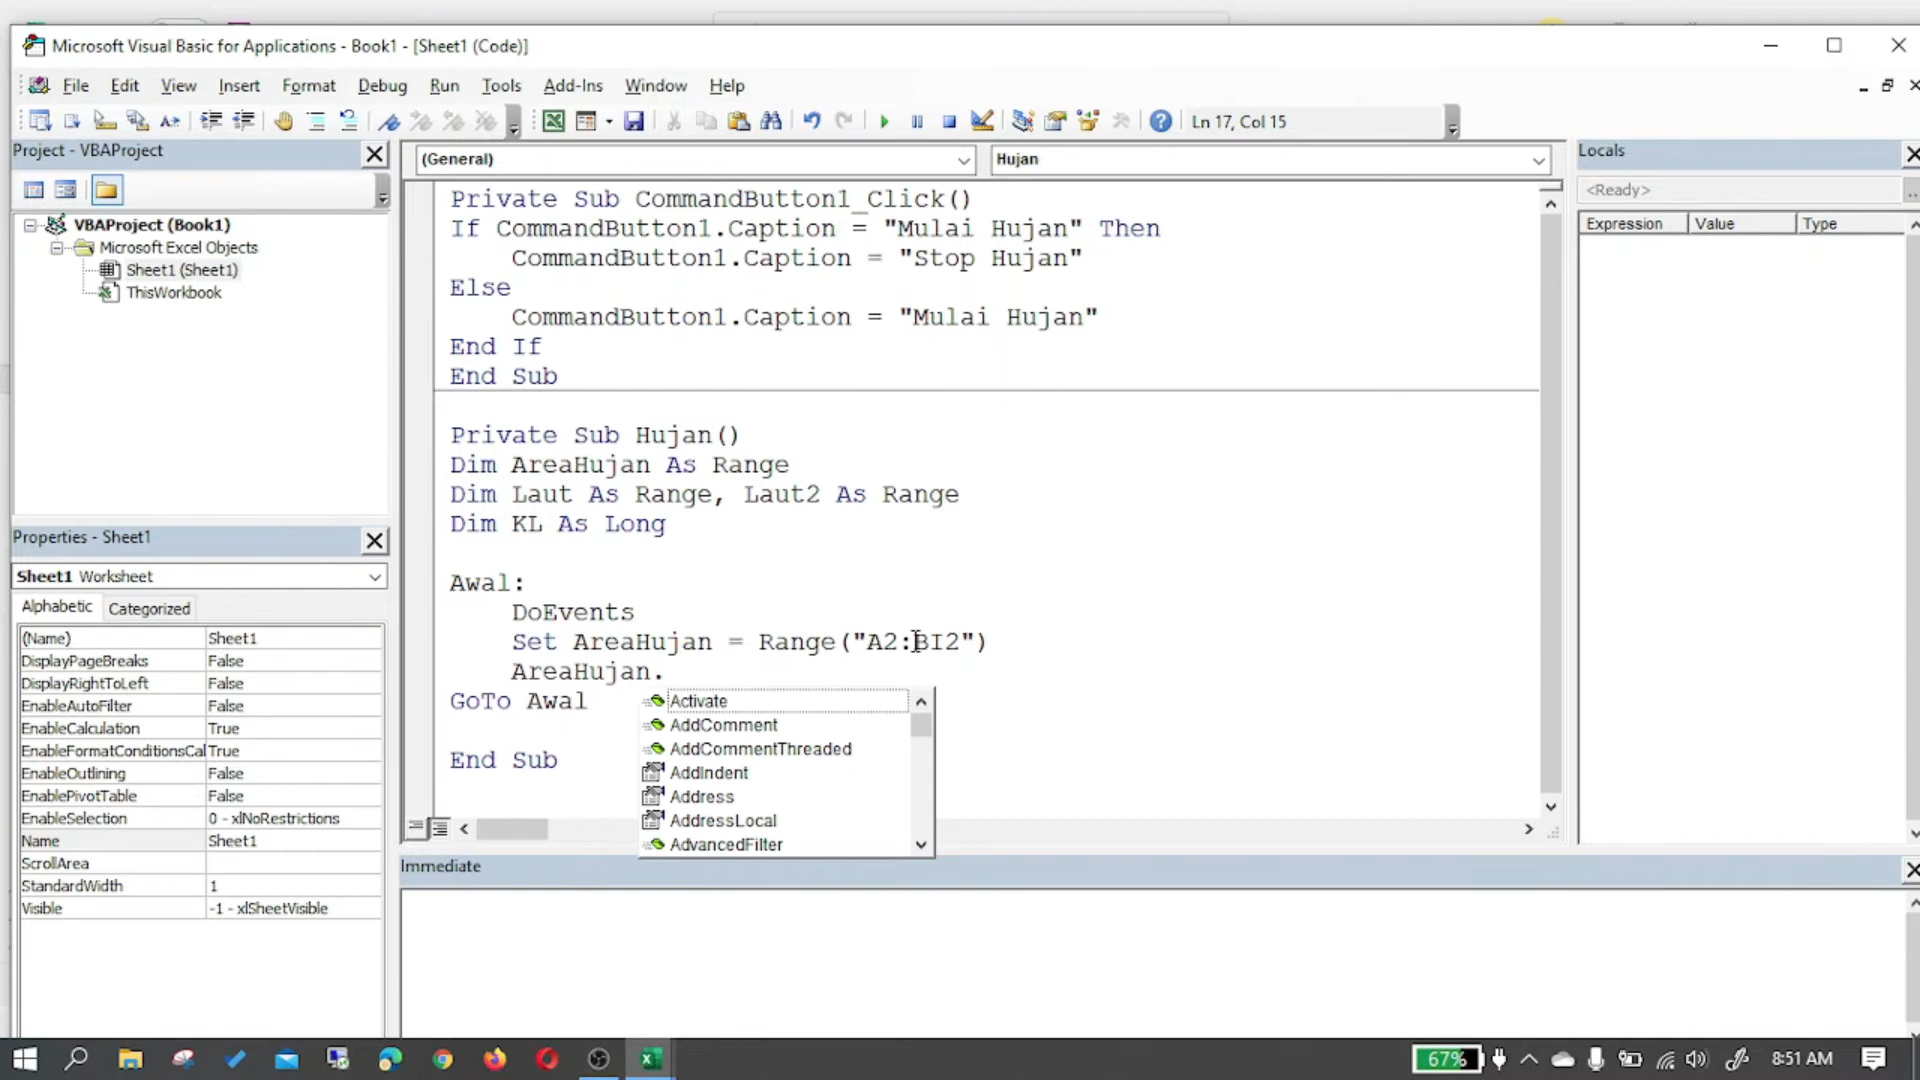 Microsoft Visual Basic for Applications - Book1 - [Sheet1 (Code)]
File Edit View Insert Format Debug Run Tools Add-Ins Window Help
Ln 17, Col 15
Project - VBAProject
VBAProject (Book1)
Microsoft Excel Objects
Sheet1 (Sheet1)
ThisWorkbook
Properties - Sheet1
Sheet1 Worksheet
Alphabetic Categorized
(Name) Sheet1
DisplayPageBreaks False
DisplayRightToLeft False
EnableAutoFilter False
EnableCalculation True
EnableFormatConditionsCal True
EnableOutlining False
EnablePivotTable False
EnableSelection 0 - xlNoRestrictions
Name Sheet1
ScrollArea
StandardWidth 1
Visible -1 - xlSheetVisible
(General) Hujan
Private Sub CommandButton1_Click()
If CommandButton1.Caption = "Mulai Hujan" Then
CommandButton1.Caption = "Stop Hujan"
Else
CommandButton1.Caption = "Mulai Hujan"
End If
End Sub
Private Sub Hujan()
Dim AreaHujan As Range
Dim Laut As Range, Laut2 As Range
Dim KL As Long
Awal:
DoEvents
Set AreaHujan = Range("A2:BI2")
AreaHujan.
GoTo Awal
End Sub
Activate
AddComment
AddCommentThreaded
AddIndent
Address
AddressLocal
AdvancedFilter
Locals
<Ready>
Expression Value Type
Immediate
67% 8:51 AM